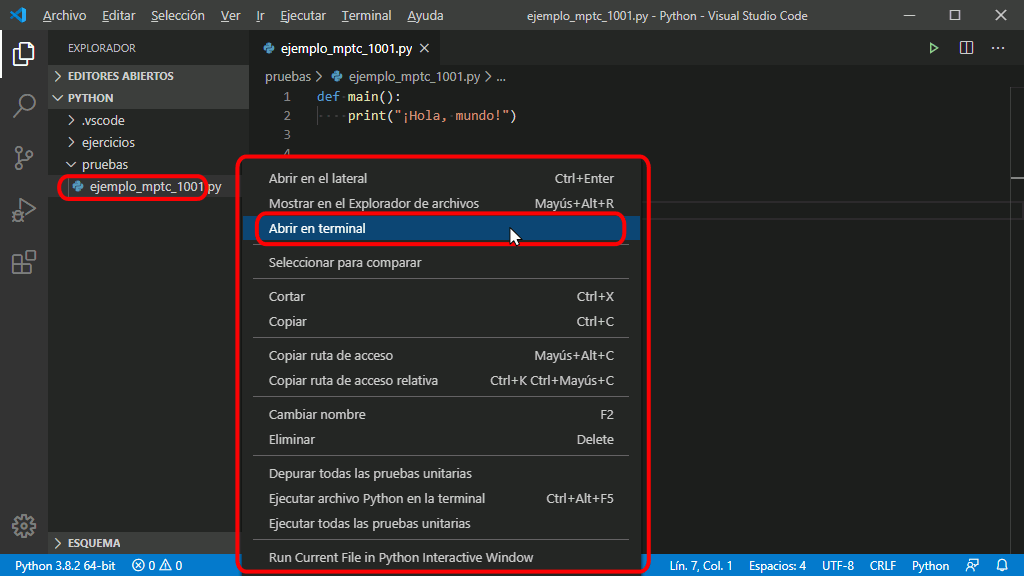 Archivo Editar Selección Ver Ir Ejecutar Terminal Ayuda ejemplo_mptc_1001.py - Python - Visual Studio Code
EXPLORADOR
EDITORES ABIERTOS
PYTHON
.vscode
ejercicios
pruebas
ejemplo_mptc_1001.py
ESQUEMA
ejemplo_mptc_1001.py
pruebas > ejemplo_mptc_1001.py > ...
1 def main():
2 ····print("¡Hola,·mundo!")
3
4
Abrir en el lateral Ctrl+Enter
Mostrar en el Explorador de archivos Mayús+Alt+R
Abrir en terminal
Seleccionar para comparar
Cortar Ctrl+X
Copiar Ctrl+C
Copiar ruta de acceso Mayús+Alt+C
Copiar ruta de acceso relativa Ctrl+K Ctrl+Mayús+C
Cambiar nombre F2
Eliminar Delete
Depurar todas las pruebas unitarias
Ejecutar archivo Python en la terminal Ctrl+Alt+F5
Ejecutar todas las pruebas unitarias
Run Current File in Python Interactive Window
Python 3.8.2 64-bit 0 0 Lín. 7, Col. 1 Espacios: 4 UTF-8 CRLF Python